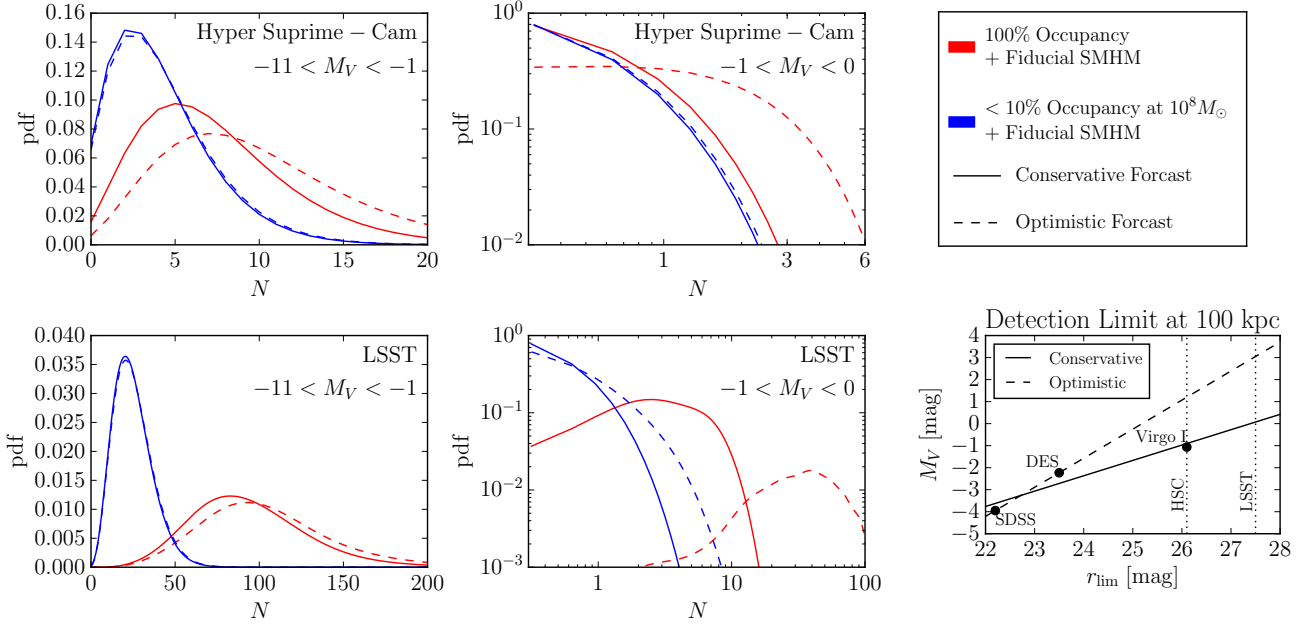 0.16
0.14
0.12
0.10
0.08
0.06
0.04
0.02
0.00
pdf
0 5 10 15 20
N
Hyper Suprime − Cam
−11 < M_V < −1
10^0
10^{-1}
10^{-2}
pdf
1 3 6
N
Hyper Suprime − Cam
−1 < M_V < 0
100% Occupancy
+ Fiducial SMHM
< 10% Occupancy at 10^8 M_⊙
+ Fiducial SMHM
Conservative Forcast
Optimistic Forcast
0.040
0.035
0.030
0.025
0.020
0.015
0.010
0.005
0.000
pdf
0 50 100 150 200
N
LSST
−11 < M_V < −1
10^0
10^{-1}
10^{-2}
10^{-3}
pdf
1 10 100
N
LSST
−1 < M_V < 0
Detection Limit at 100 kpc
4
3
2
1
0
−1
−2
−3
−4
−5
M_V [mag]
Conservative
Optimistic
Virgo I
DES
SDSS
HSC
LSST
22 23 24 25 26 27 28
r_lim [mag]